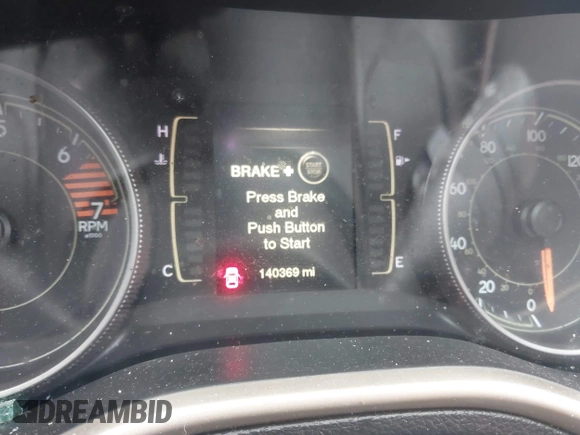 5
6
7
RPM
x1000
H
C
BRAKE + START STOP
Press Brake
and
Push Button
to Start
140369 mi
F
E
120
100
80
60
40
20
0
DREAMBID